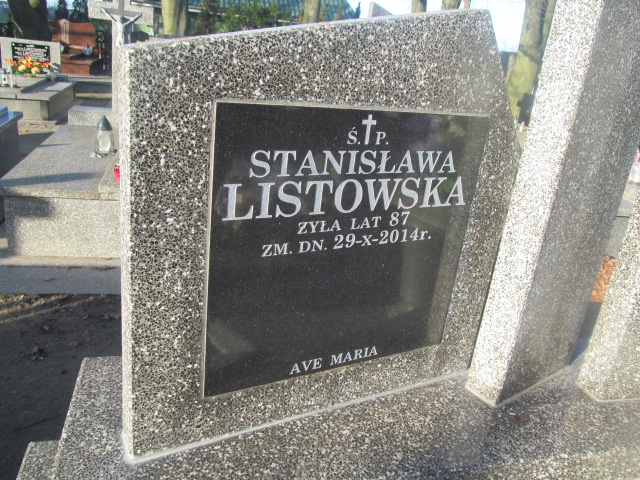 Ś.†P.
STANISŁAWA
LISTOWSKA
ŻYŁA LAT 87
ZM. DN. 29-X-2014r.
AVE MARIA